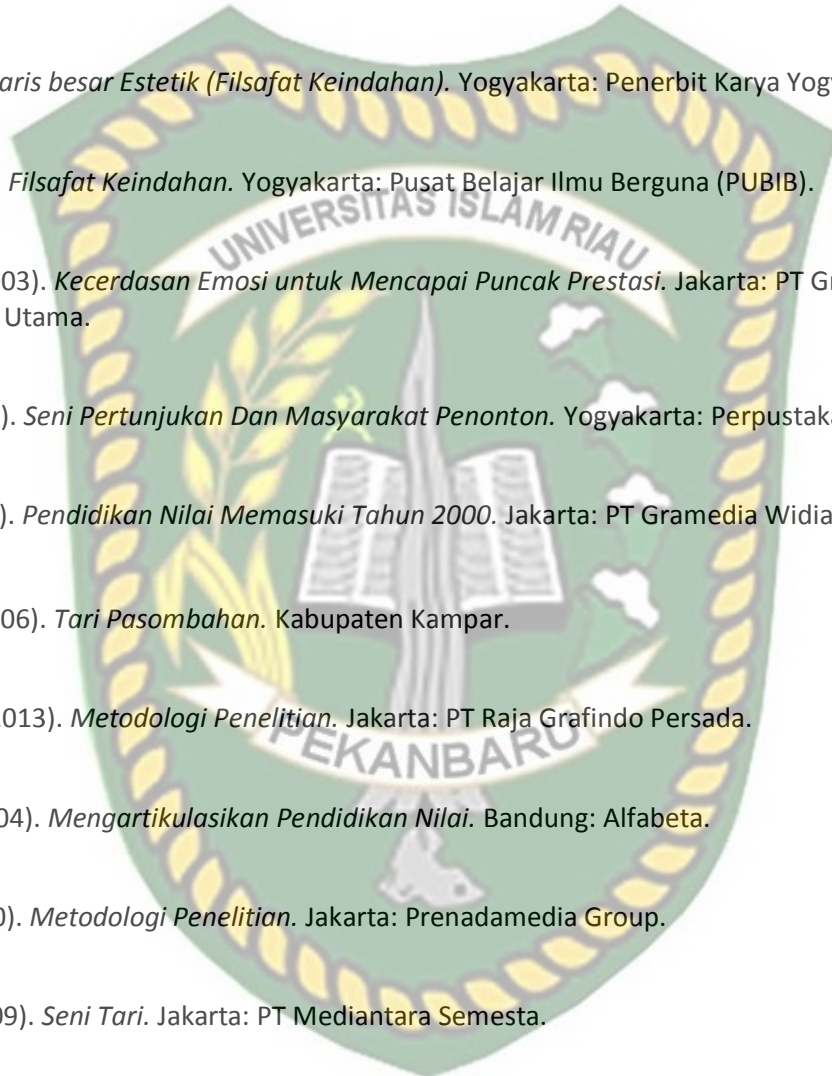 aris besar Estetik (Filsafat Keindahan). Yogyakarta: Penerbit Karya Yog
Filsafat Keindahan. Yogyakarta: Pusat Belajar Ilmu Berguna (PUBIB).
UNIVERSITAS ISLAM RIAU
03). Kecerdasan Emosi untuk Mencapai Puncak Prestasi. Jakarta: PT Gr
Utama.
). Seni Pertunjukan Dan Masyarakat Penonton. Yogyakarta: Perpustaka
). Pendidikan Nilai Memasuki Tahun 2000. Jakarta: PT Gramedia Widia
06). Tari Pasombahan. Kabupaten Kampar.
2013). Metodologi Penelitian. Jakarta: PT Raja Grafindo Persada.
PEKANBARU
04). Mengartikulasikan Pendidikan Nilai. Bandung: Alfabeta.
0). Metodologi Penelitian. Jakarta: Prenadamedia Group.
09). Seni Tari. Jakarta: PT Mediantara Semesta.